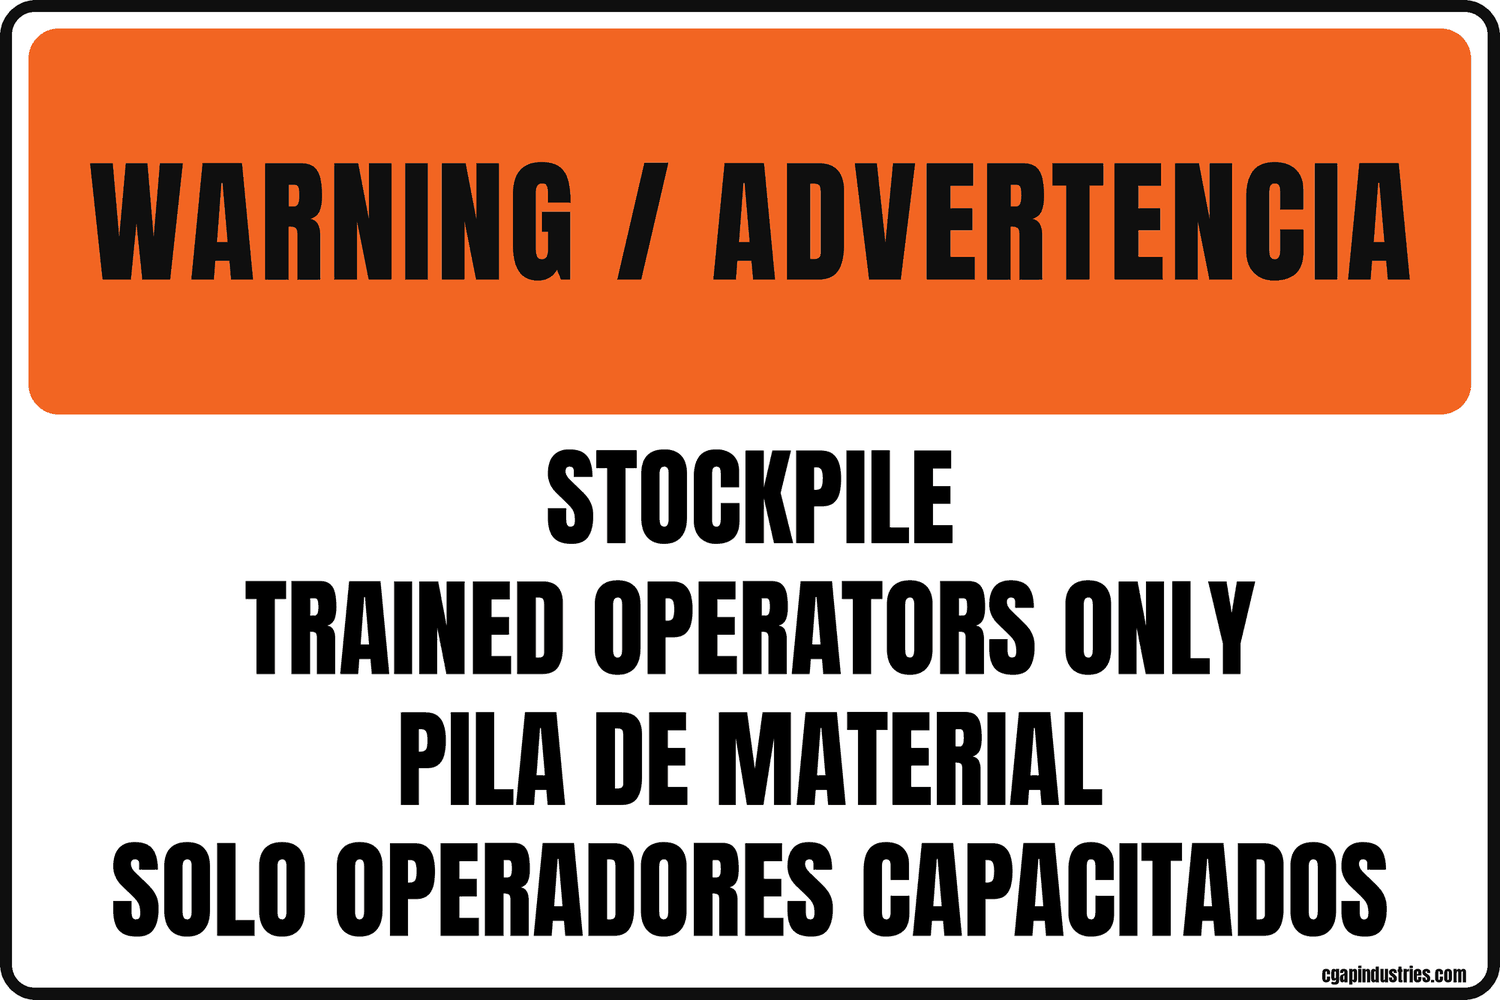 WARNING / ADVERTENCIA
STOCKPILE
TRAINED OPERATORS ONLY
PILA DE MATERIAL
SOLO OPERADORES CAPACITADOS
cgapindustries.com